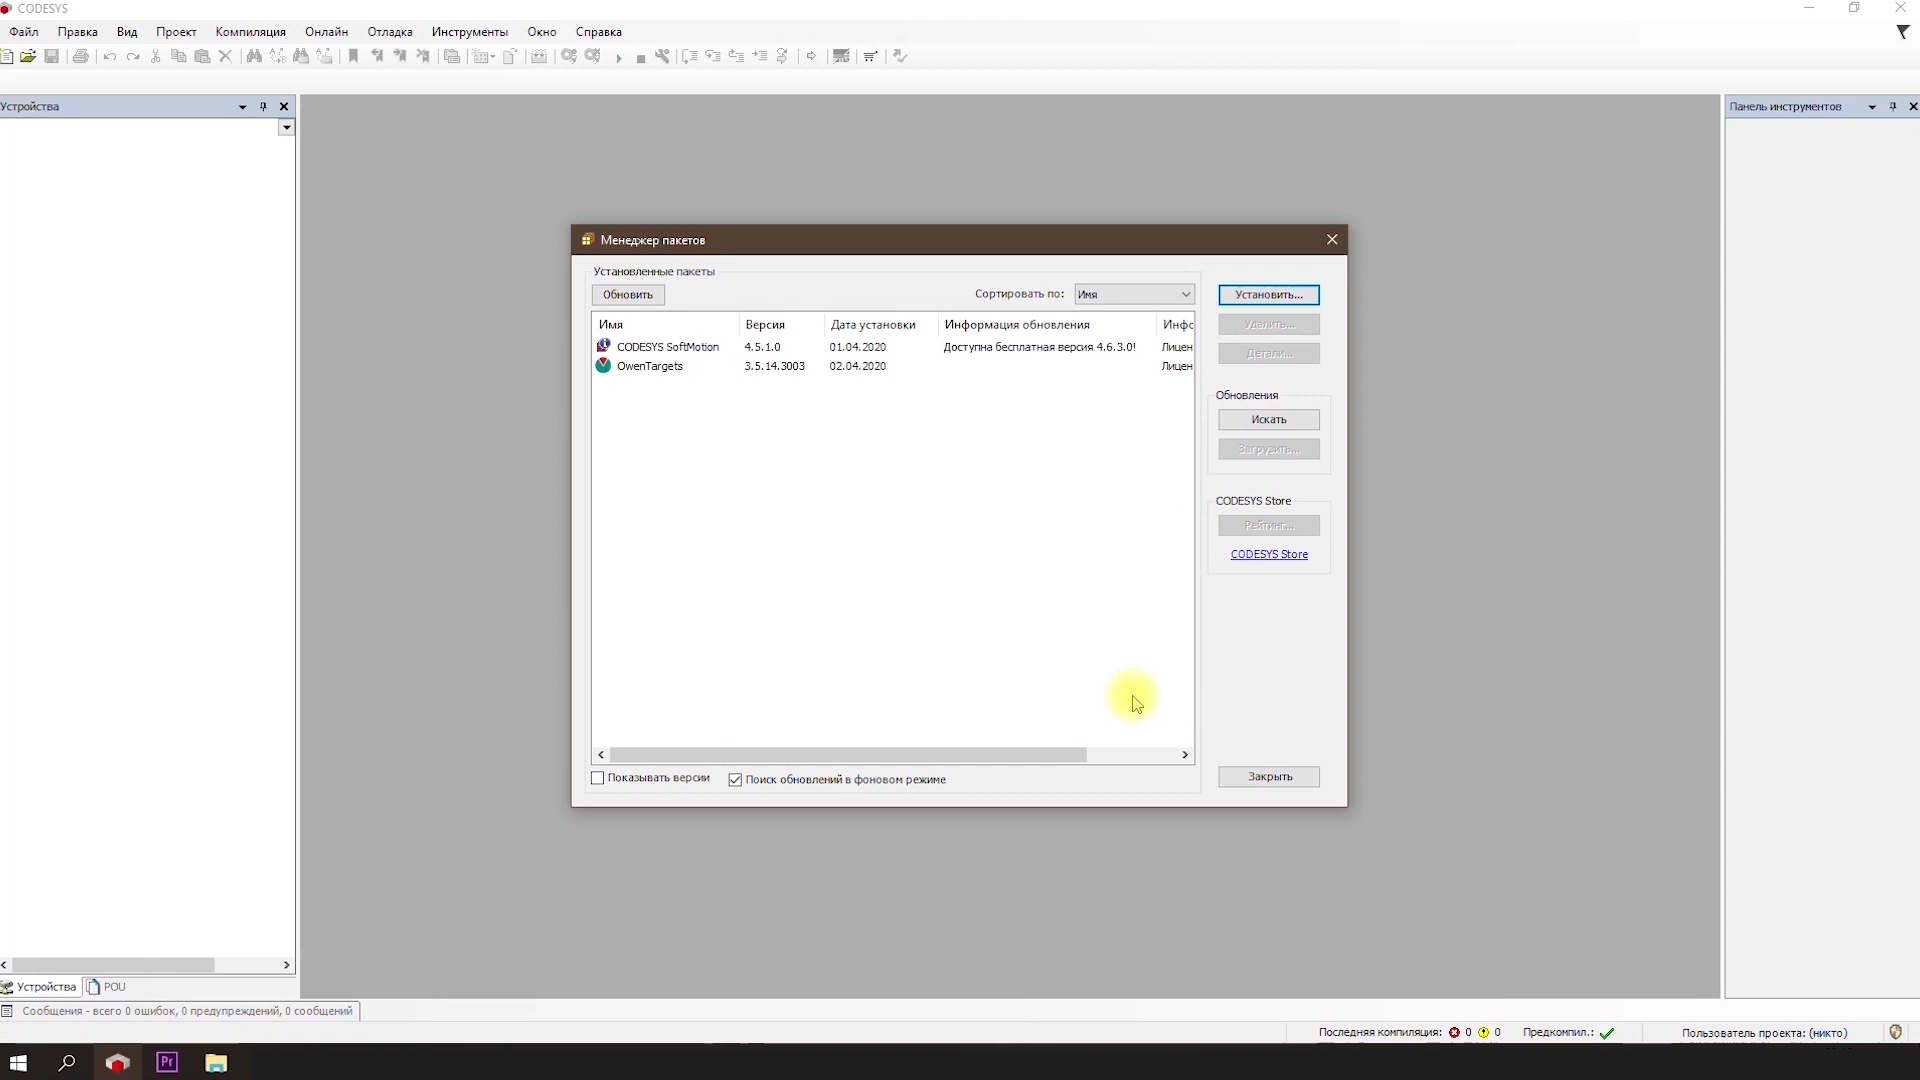 CODESYS
Файл Правка Вид Проект Компиляция Онлайн Отладка Инструменты Окно Справка
Устройства
Панель инструментов
Менеджер пакетов
Установленные пакеты
Обновить
Сортировать по: Имя
Установить...
Имя Версия Дата установки Информация обновления Инфс
Удалить...
CODESYS SoftMotion 4.5.1.0 01.04.2020 Доступна бесплатная версия 4.6.3.0! Лицен
Детали...
OwenTargets 3.5.14.3003 02.04.2020 Лицен
Обновления
Искать
Загрузить...
CODESYS Store
Рейтинг...
CODESYS Store
Показывать версии Поиск обновлений в фоновом режиме
Закрыть
Устройства POU
Сообщения - всего 0 ошибок, 0 предупреждений, 0 сообщений
Последняя компиляция: 0 0 Предкомпил.: Пользователь проекта: (никто)
Pr